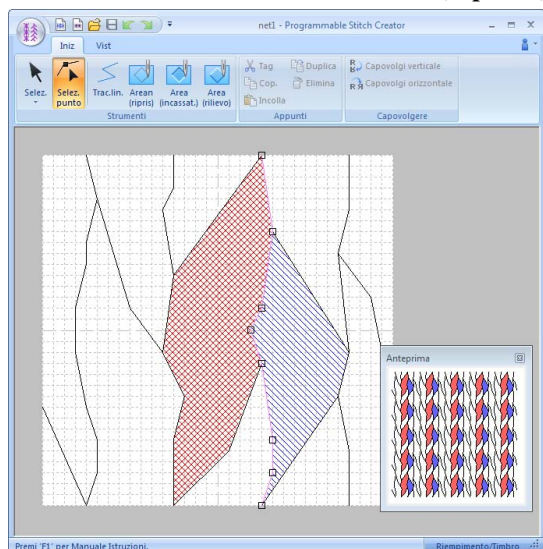 net1 - Programmable Stitch Creator
Iniz Vist
Selez. Selez. punto Trac.lin. Arean (ripris) Area (incassat.) Area (rilievo)
Tag Duplica
Cop. Elimina
Incolla
Capovolgi verticale
Capovolgi orizzontale
Strumenti Appunti Capovolgere
Anteprima
Premi 'F1' per Manuale Istruzioni. Riempimento/Timbro